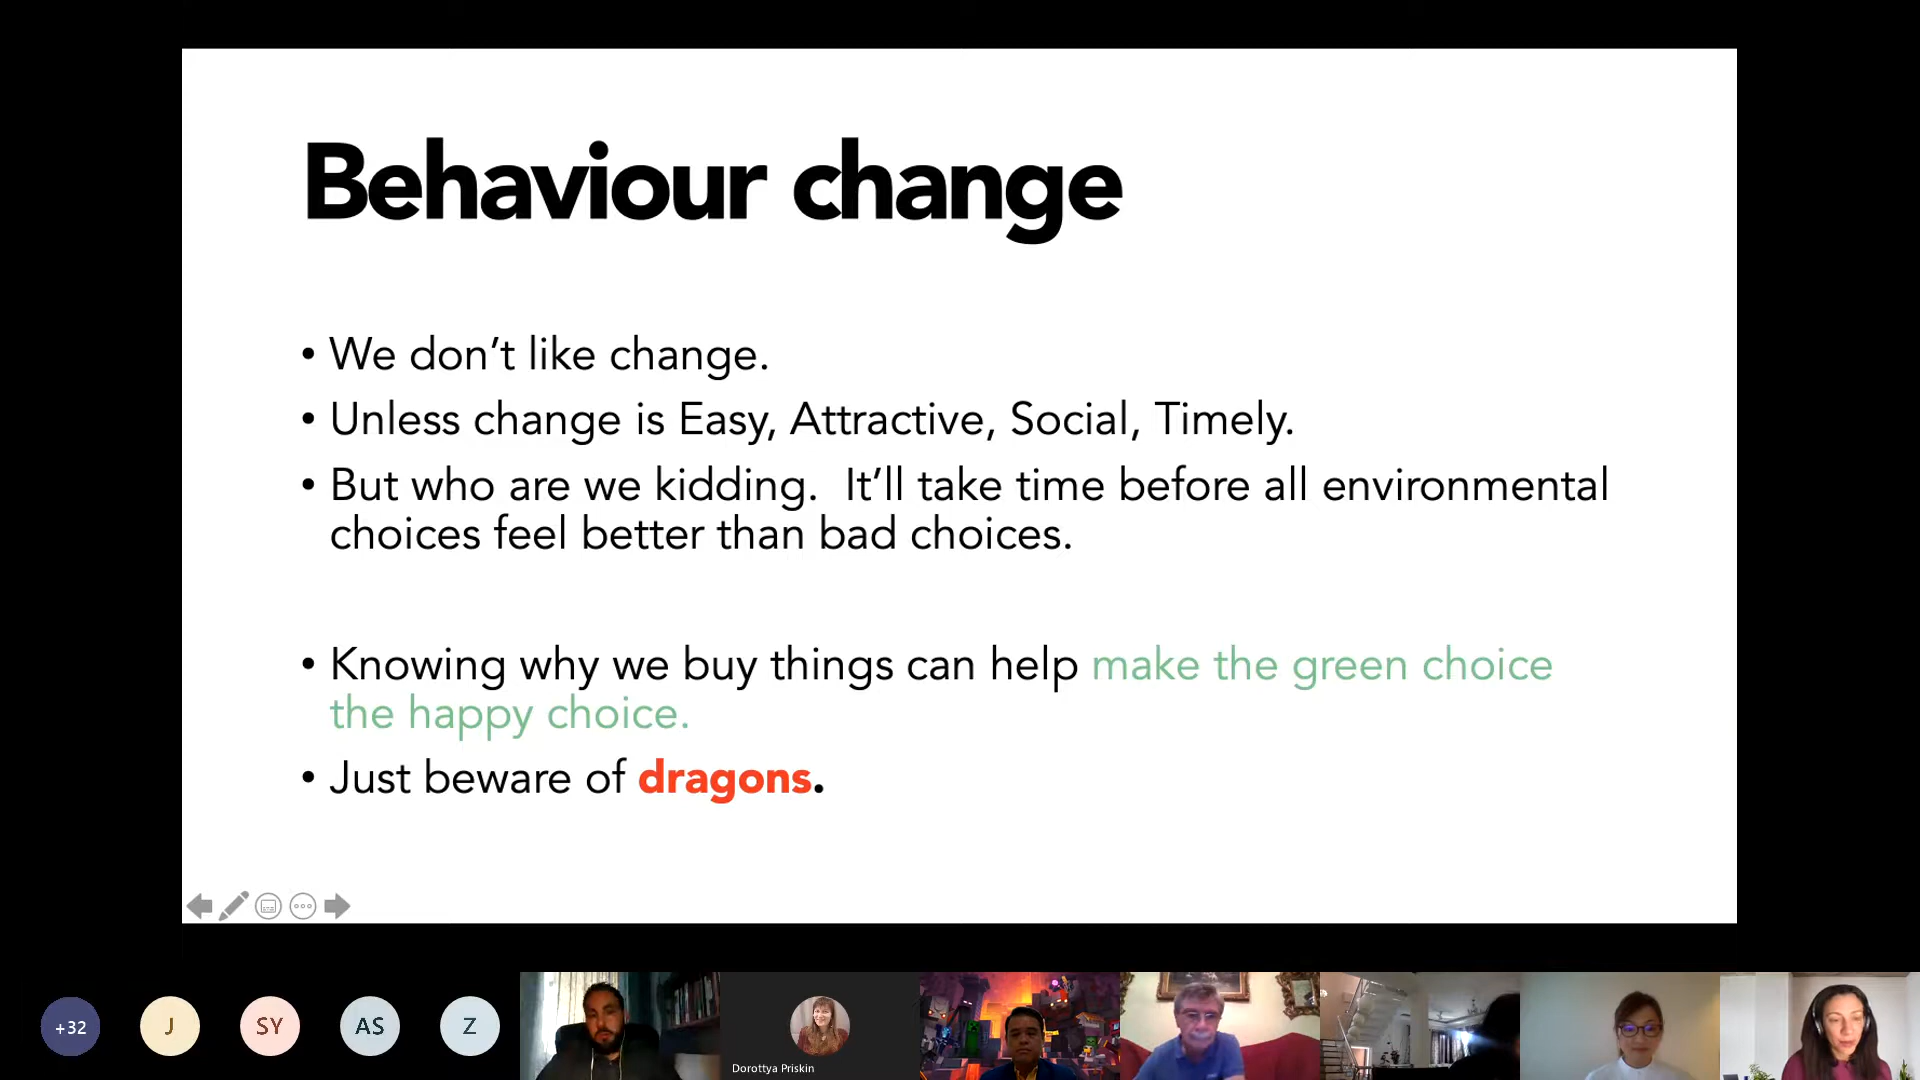 Behaviour change
• We don’t like change.
• Unless change is Easy, Attractive, Social, Timely.
• But who are we kidding.  It’ll take time before all environmental
choices feel better than bad choices.
• Knowing why we buy things can help make the green choice
the happy choice.
• Just beware of dragons.
+32
J
SY
AS
Z
Dorottya Priskin